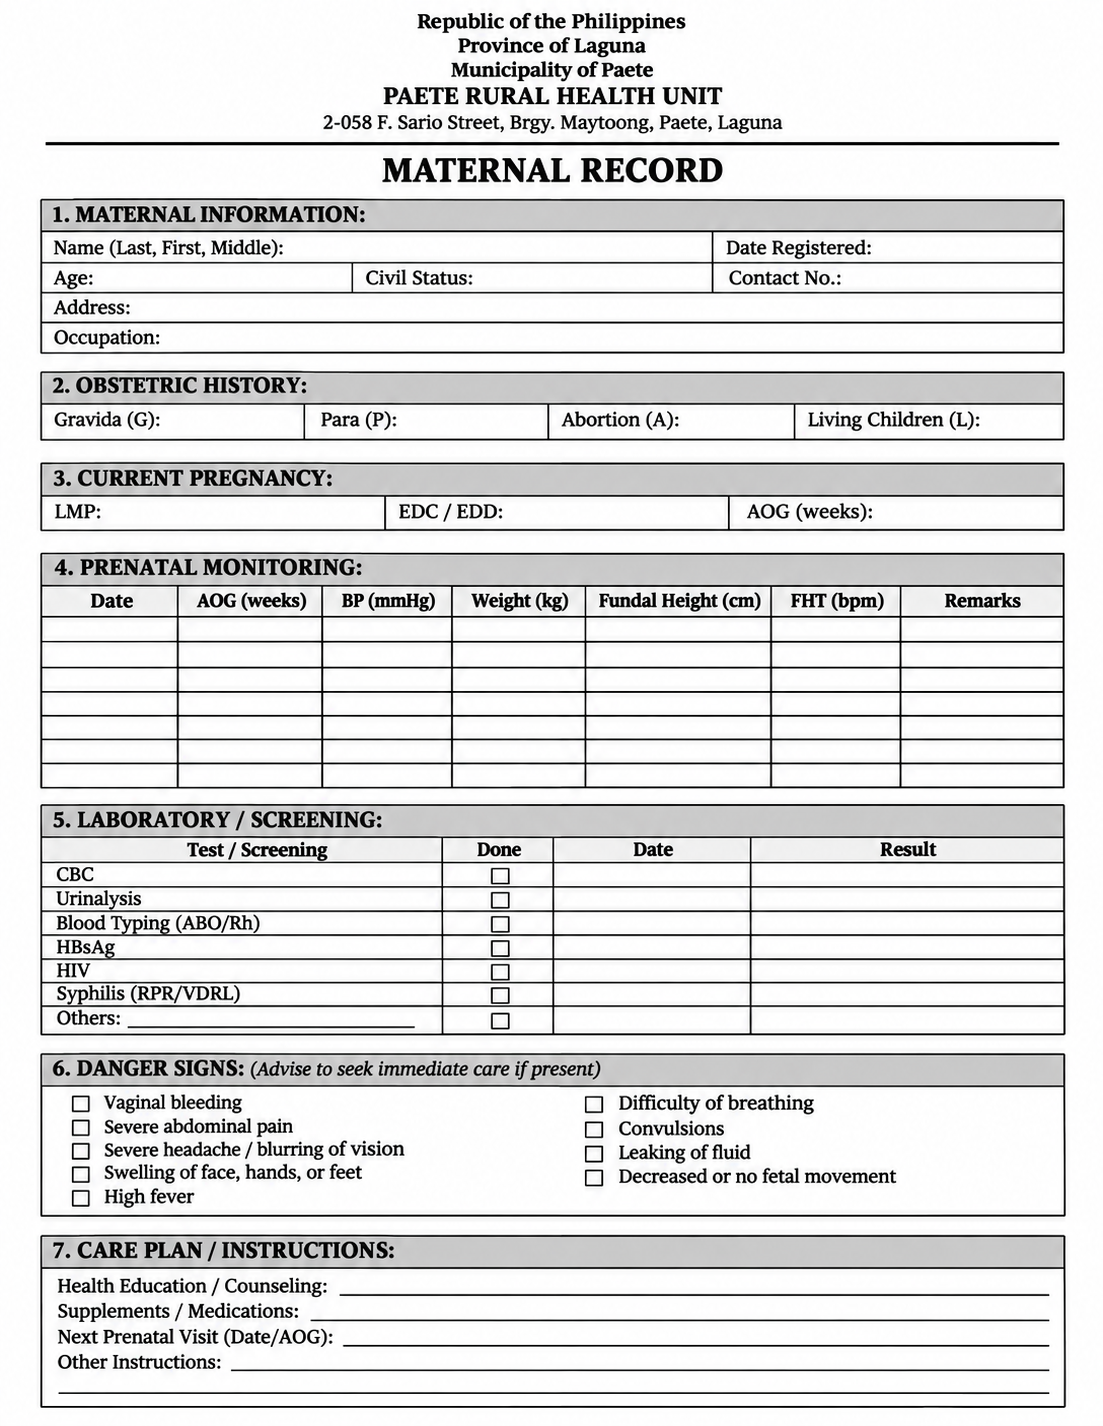 Republic of the Philippines
Province of Laguna
Municipality of Paete
PAETE RURAL HEALTH UNIT
2-058 F. Sario Street, Brgy. Maytoong, Paete, Laguna
MATERNAL RECORD
1. MATERNAL INFORMATION:
Name (Last, First, Middle): Date Registered:
Age: Civil Status: Contact No.:
Address:
Occupation:
2. OBSTETRIC HISTORY:
Gravida (G): Para (P): Abortion (A): Living Children (L):
3. CURRENT PREGNANCY:
LMP: EDC / EDD: AOG (weeks):
4. PRENATAL MONITORING:
Date AOG (weeks) BP (mmHg) Weight (kg) Fundal Height (cm) FHT (bpm) Remarks
5. LABORATORY / SCREENING:
Test / Screening Done Date Result
CBC
Urinalysis
Blood Typing (ABO/Rh)
HBsAg
HIV
Syphilis (RPR/VDRL)
Others:
6. DANGER SIGNS: (Advise to seek immediate care if present)
Vaginal bleeding
Severe abdominal pain
Severe headache / blurring of vision
Swelling of face, hands, or feet
High fever
Difficulty of breathing
Convulsions
Leaking of fluid
Decreased or no fetal movement
7. CARE PLAN / INSTRUCTIONS:
Health Education / Counseling:
Supplements / Medications:
Next Prenatal Visit (Date/AOG):
Other Instructions: